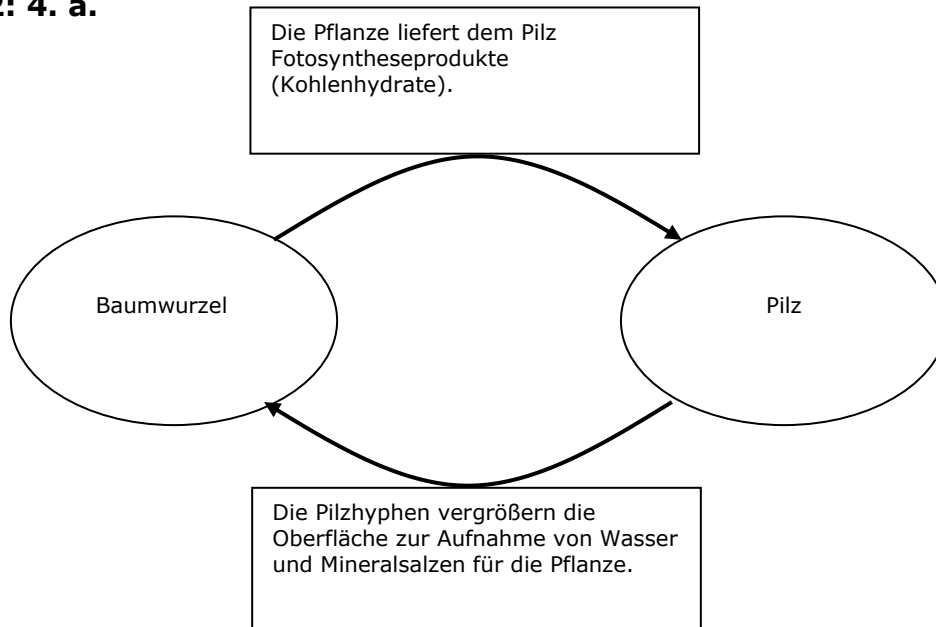 : 4. a.
Die Pflanze liefert dem Pilz
Fotosyntheseprodukte
(Kohlenhydrate).
Baumwurzel
Pilz
Die Pilzhyphen vergrößern die
Oberfläche zur Aufnahme von Wasser
und Mineralsalzen für die Pflanze.